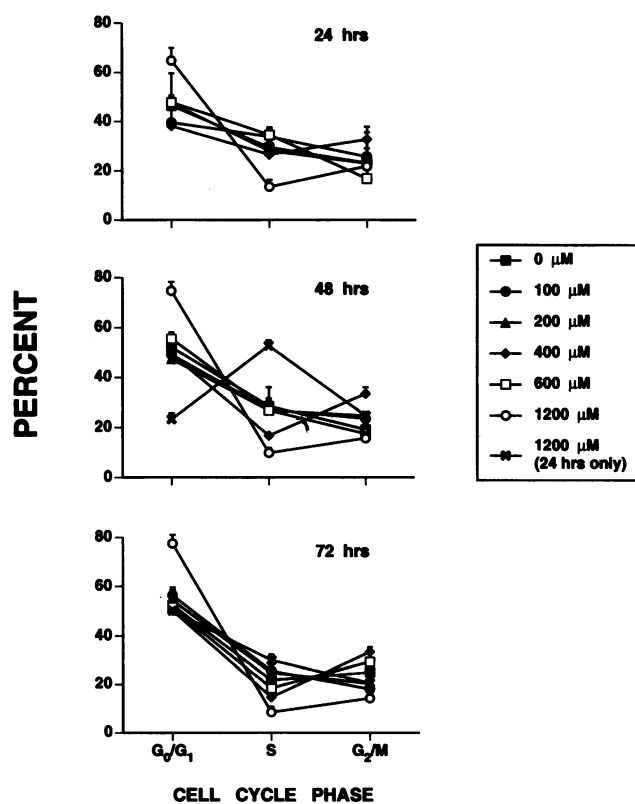 24 hrs
80
60
40
20
0
48 hrs
80
60
40
20
0
72 hrs
80
60
40
20
0
G0/G1 S G2/M
CELL CYCLE PHASE
PERCENT
0 μM
100 μM
200 μM
400 μM
600 μM
1200 μM
1200 μM
(24 hrs only)